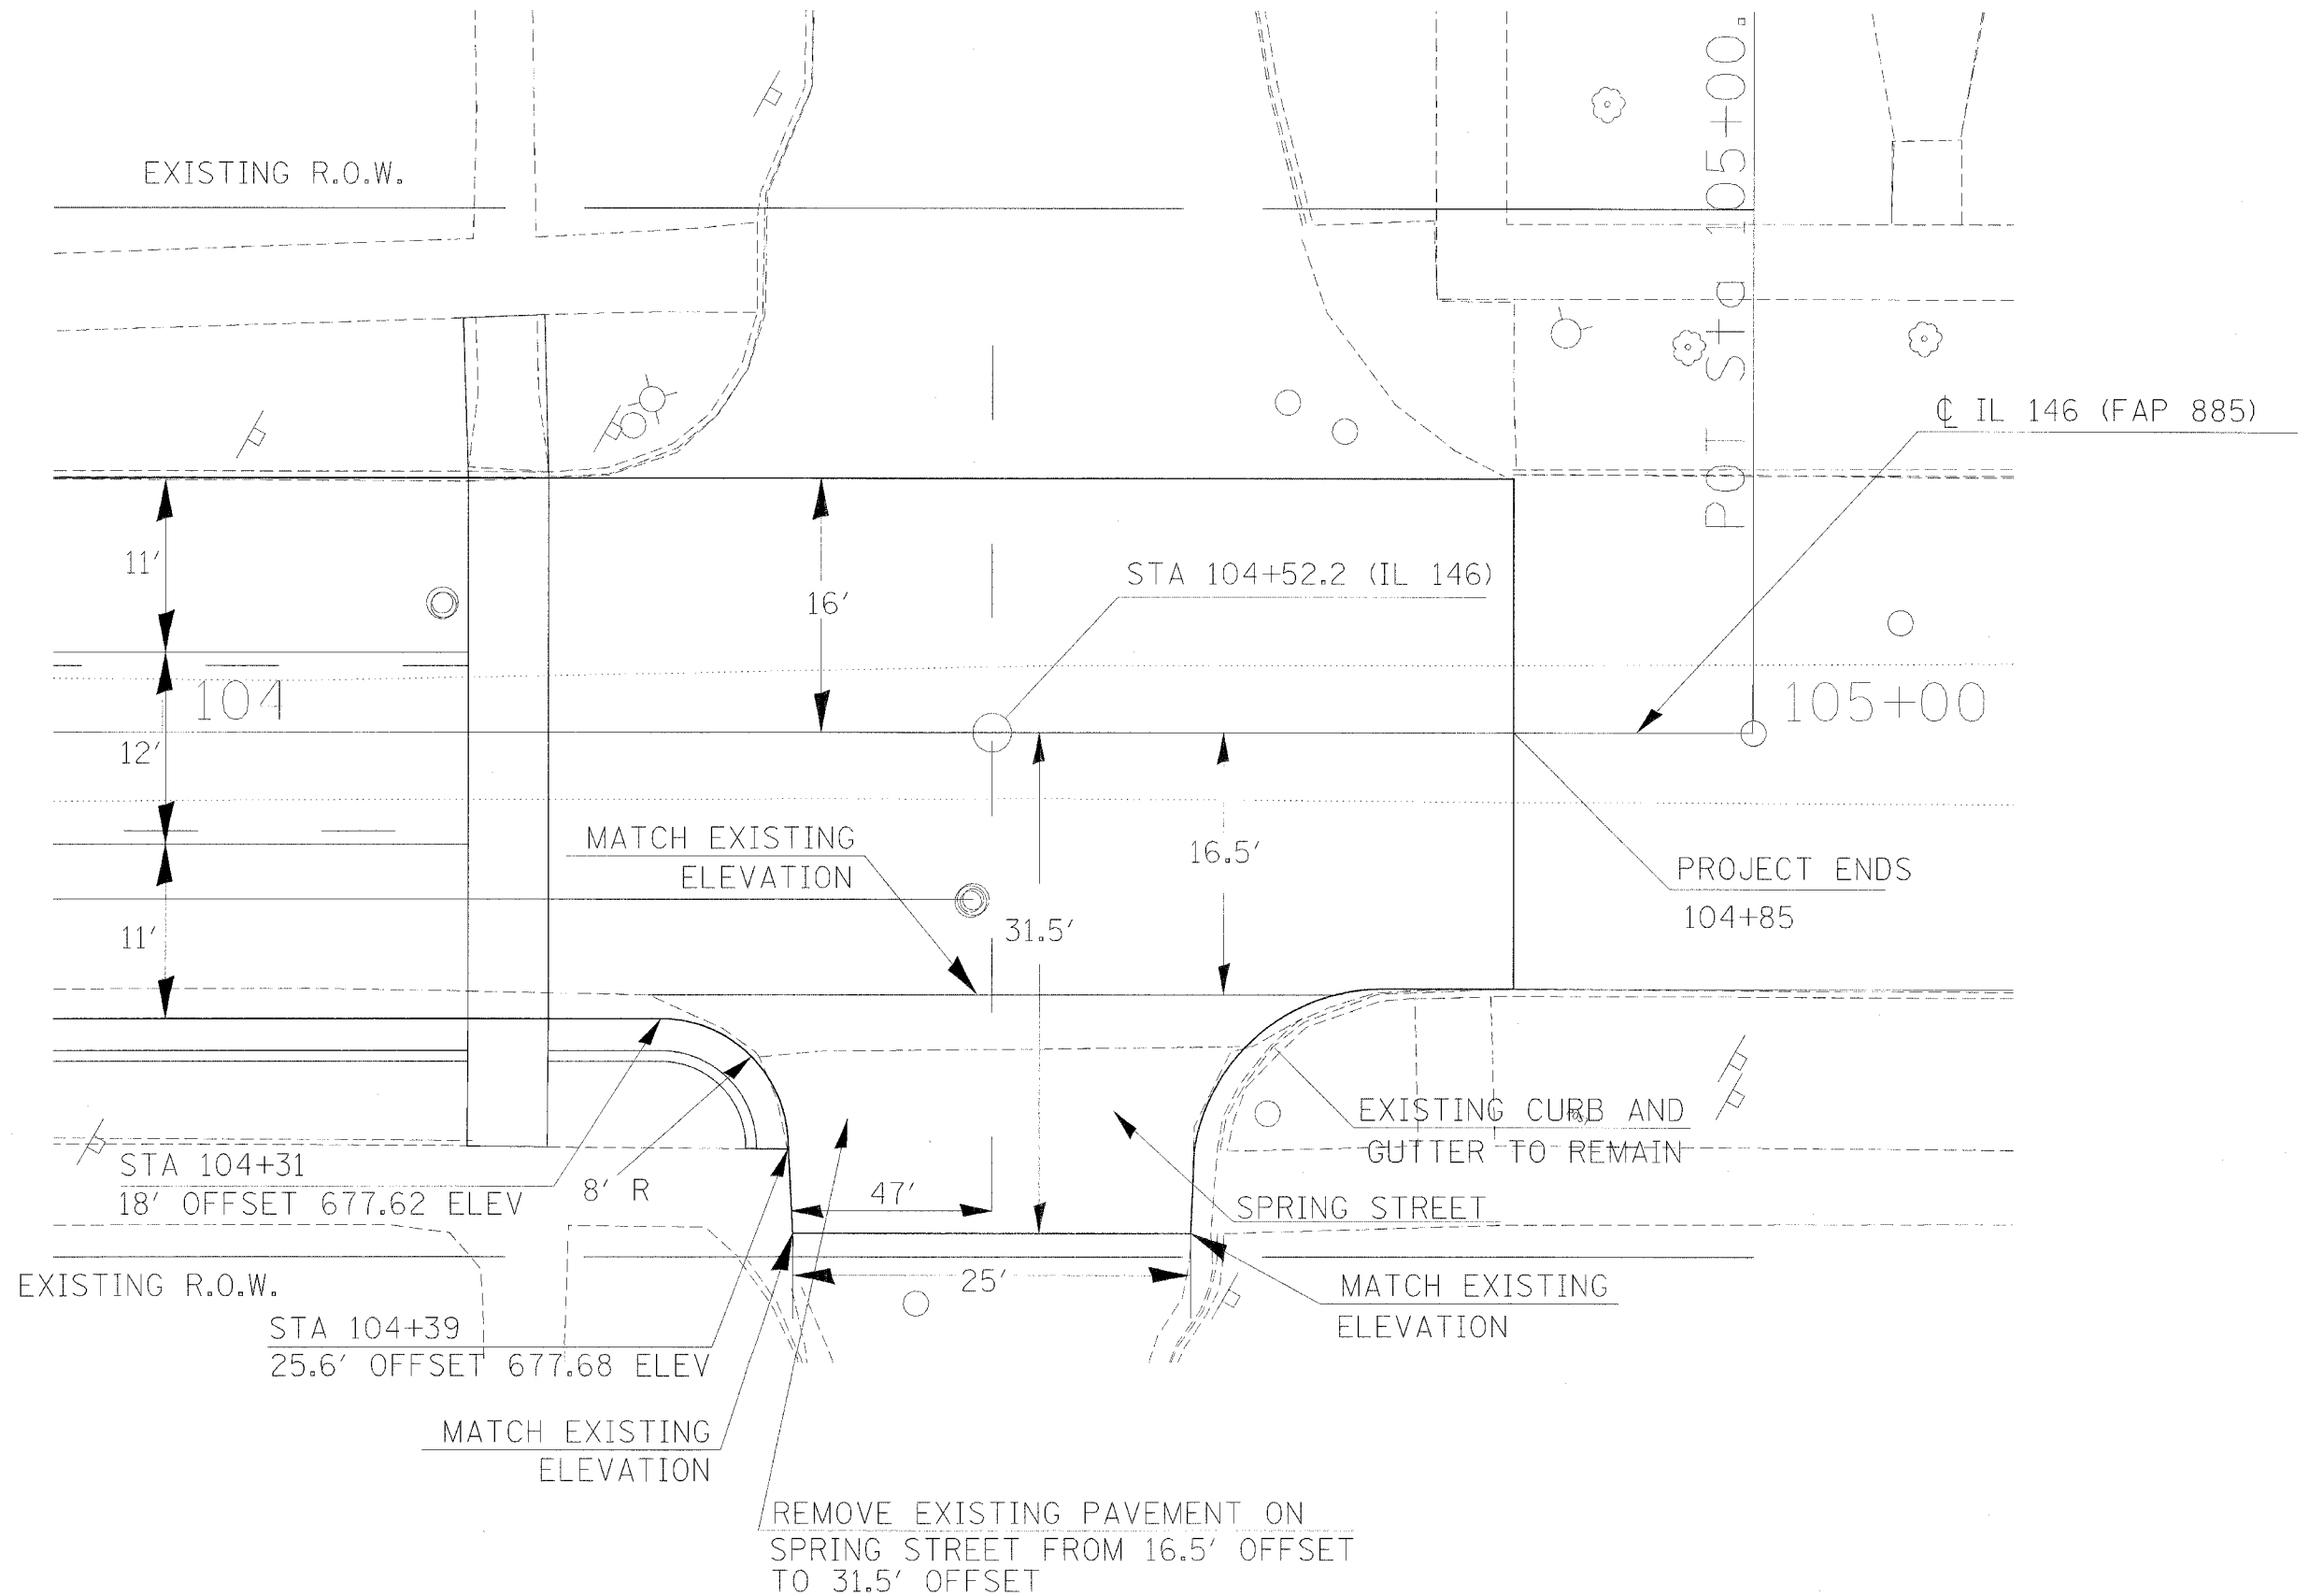 EXISTING R.O.W.
POT Sta 105+00.
℄ IL 146 (FAP 885)
11'
STA 104+52.2 (IL 146)
16'
104
105+00
12'
MATCH EXISTING
ELEVATION
16.5'
PROJECT ENDS
104+85
11'
31.5'
EXISTING CURB AND
GUTTER TO REMAIN
STA 104+31
18' OFFSET 677.62 ELEV
8' R
47'
SPRING STREET
EXISTING R.O.W.
25'
MATCH EXISTING
ELEVATION
STA 104+39
25.6' OFFSET 677.68 ELEV
MATCH EXISTING
ELEVATION
REMOVE EXISTING PAVEMENT ON
SPRING STREET FROM 16.5' OFFSET
TO 31.5' OFFSET